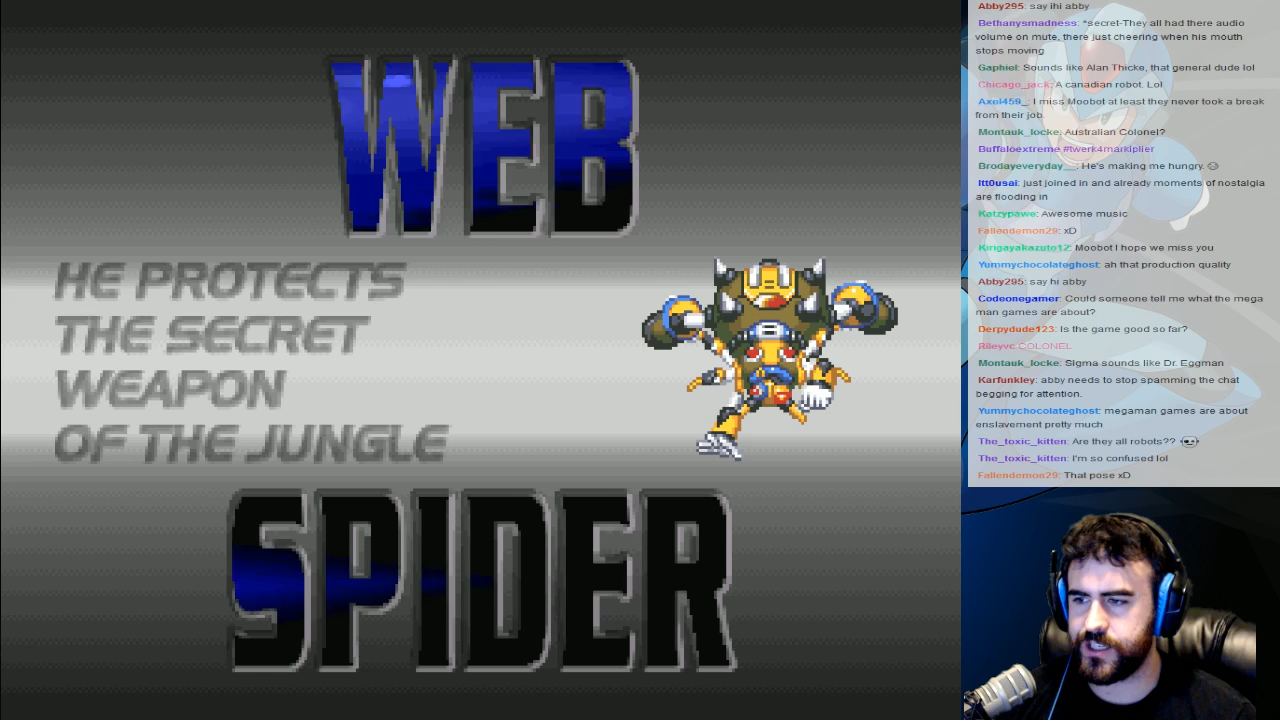 WEB
HE PROTECTS
THE SECRET
WEAPON
OF THE JUNGLE
SPIDER
Abby295: say ihi abby
Bethanysmadness: *secret-They all had there audio
volume on mute, there just cheering when his mouth
stops moving
Gaphiel: Sounds like Alan Thicke, that general dude lol
Chicago_jack: A canadian robot. Lol
Axel459_: I miss Moobot at least they never took a break
from their job.
Montauk_locke: Australian Colonel?
Buffaloextreme #twerk4markiplier
Brodayeveryday__: He's making me hungry.
Itt0usai: just joined in and already moments of nostalgia
are flooding in
Katzypawe: Awesome music
Fallendemon29: xD
Kirigayakazuto12: Moobot I hope we miss you
Yummychocolateghost: ah that production quality
Abby295: say hi abby
Codeonegamer: Could someone tell me what the mega
man games are about?
Derpydude123: Is the game good so far?
Rileyvc COLONEL
Montauk_locke: Sigma sounds like Dr. Eggman
Karfunkley: abby needs to stop spamming the chat
begging for attention.
Yummychocolateghost: megaman games are about
enslavement pretty much
The_toxic_kitten: Are they all robots??
The_toxic_kitten: I'm so confused lol
Fallendemon29: That pose xD